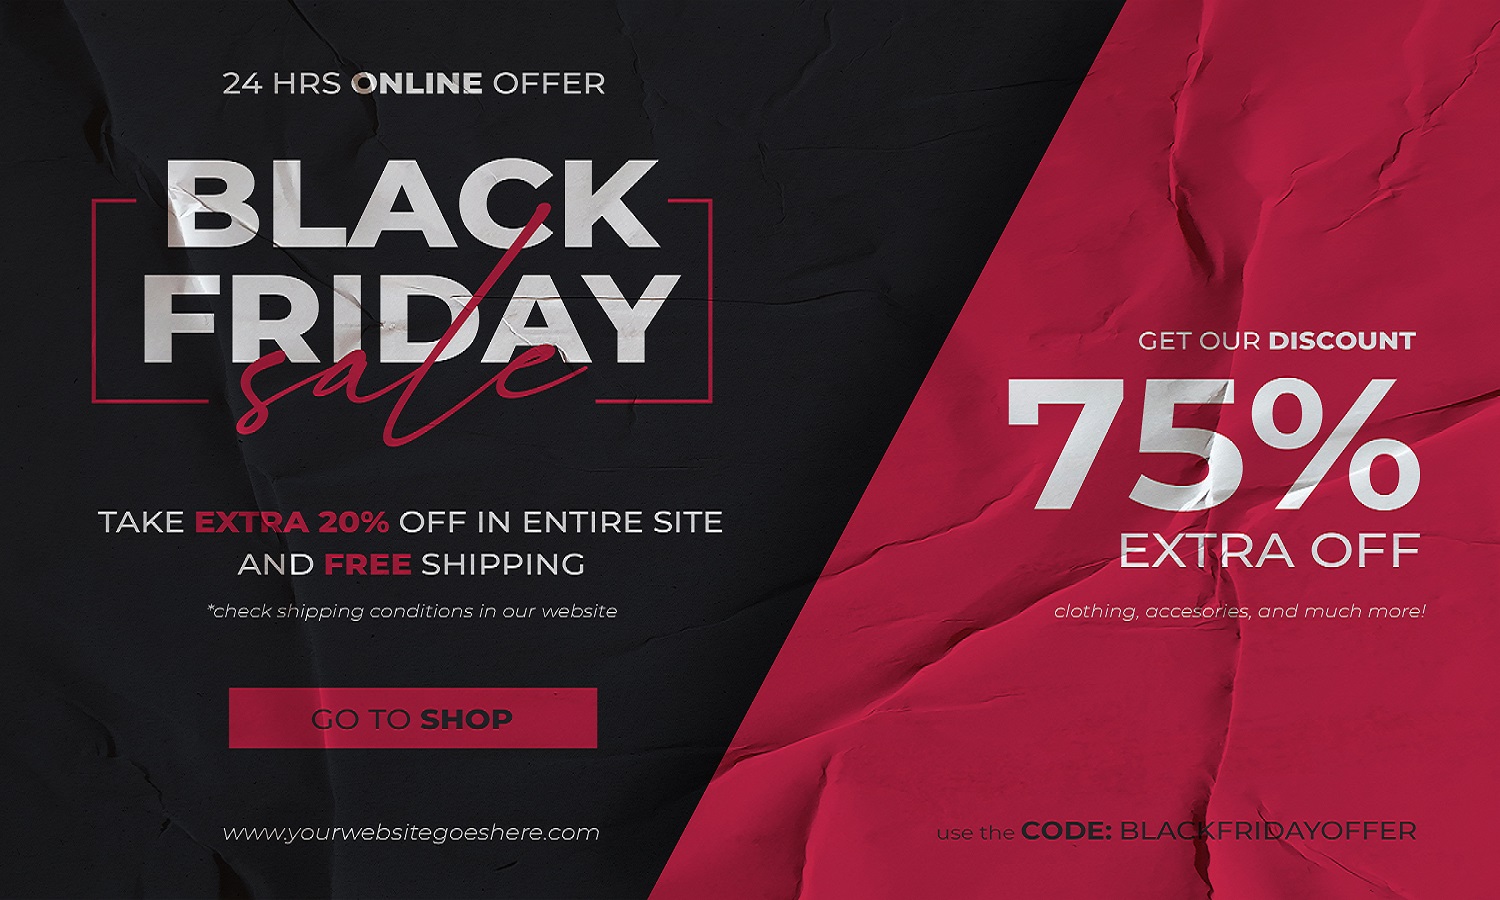 24 HRS ONLINE OFFER
BLACK
FRIDAY
sale
TAKE EXTRA 20% OFF IN ENTIRE SITE
AND FREE SHIPPING
*check shipping conditions in our website
GO TO SHOP
www.yourwebsitegoeshere.com
GET OUR DISCOUNT
75%
EXTRA OFF
clothing, accesories, and much more!
use the CODE: BLACKFRIDAYOFFER